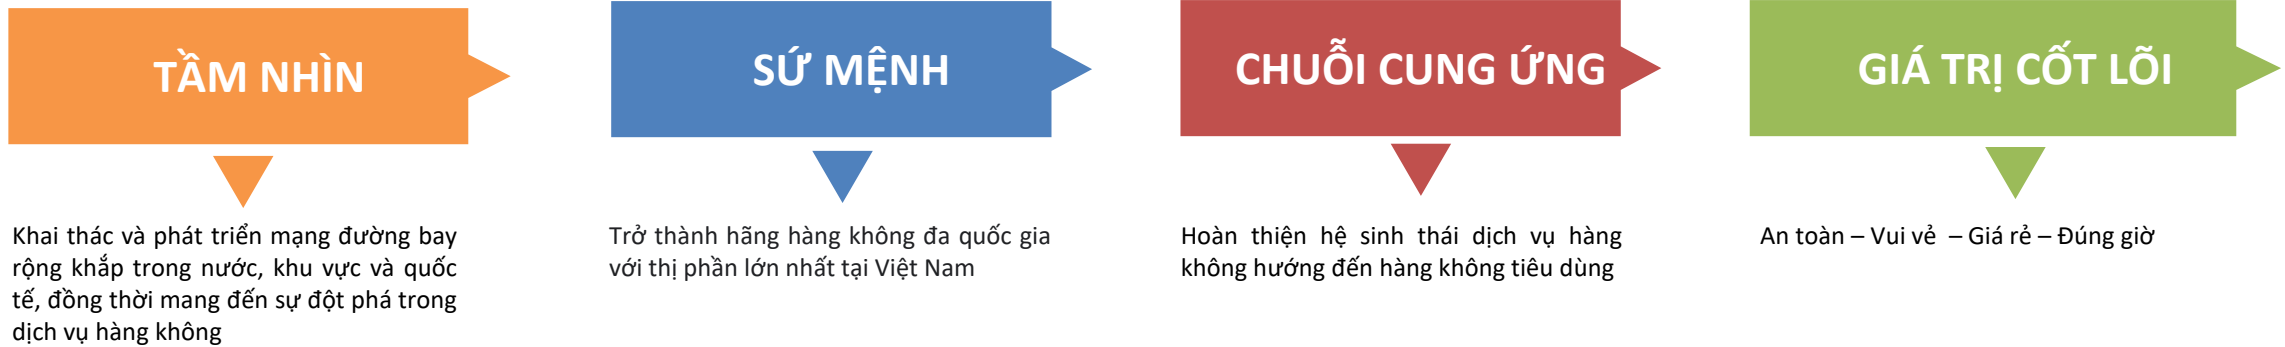 TẦM NHÌN
Khai thác và phát triển mạng đường bay
rộng khắp trong nước, khu vực và quốc
tế, đồng thời mang đến sự đột phá trong
dịch vụ hàng không
SỨ MỆNH
Trở thành hãng hàng không đa quốc gia
với thị phần lớn nhất tại Việt Nam
CHUỖI CUNG ỨNG
Hoàn thiện hệ sinh thái dịch vụ hàng
không hướng đến hàng không tiêu dùng
GIÁ TRỊ CỐT LÕI
An toàn – Vui vẻ – Giá rẻ – Đúng giờ